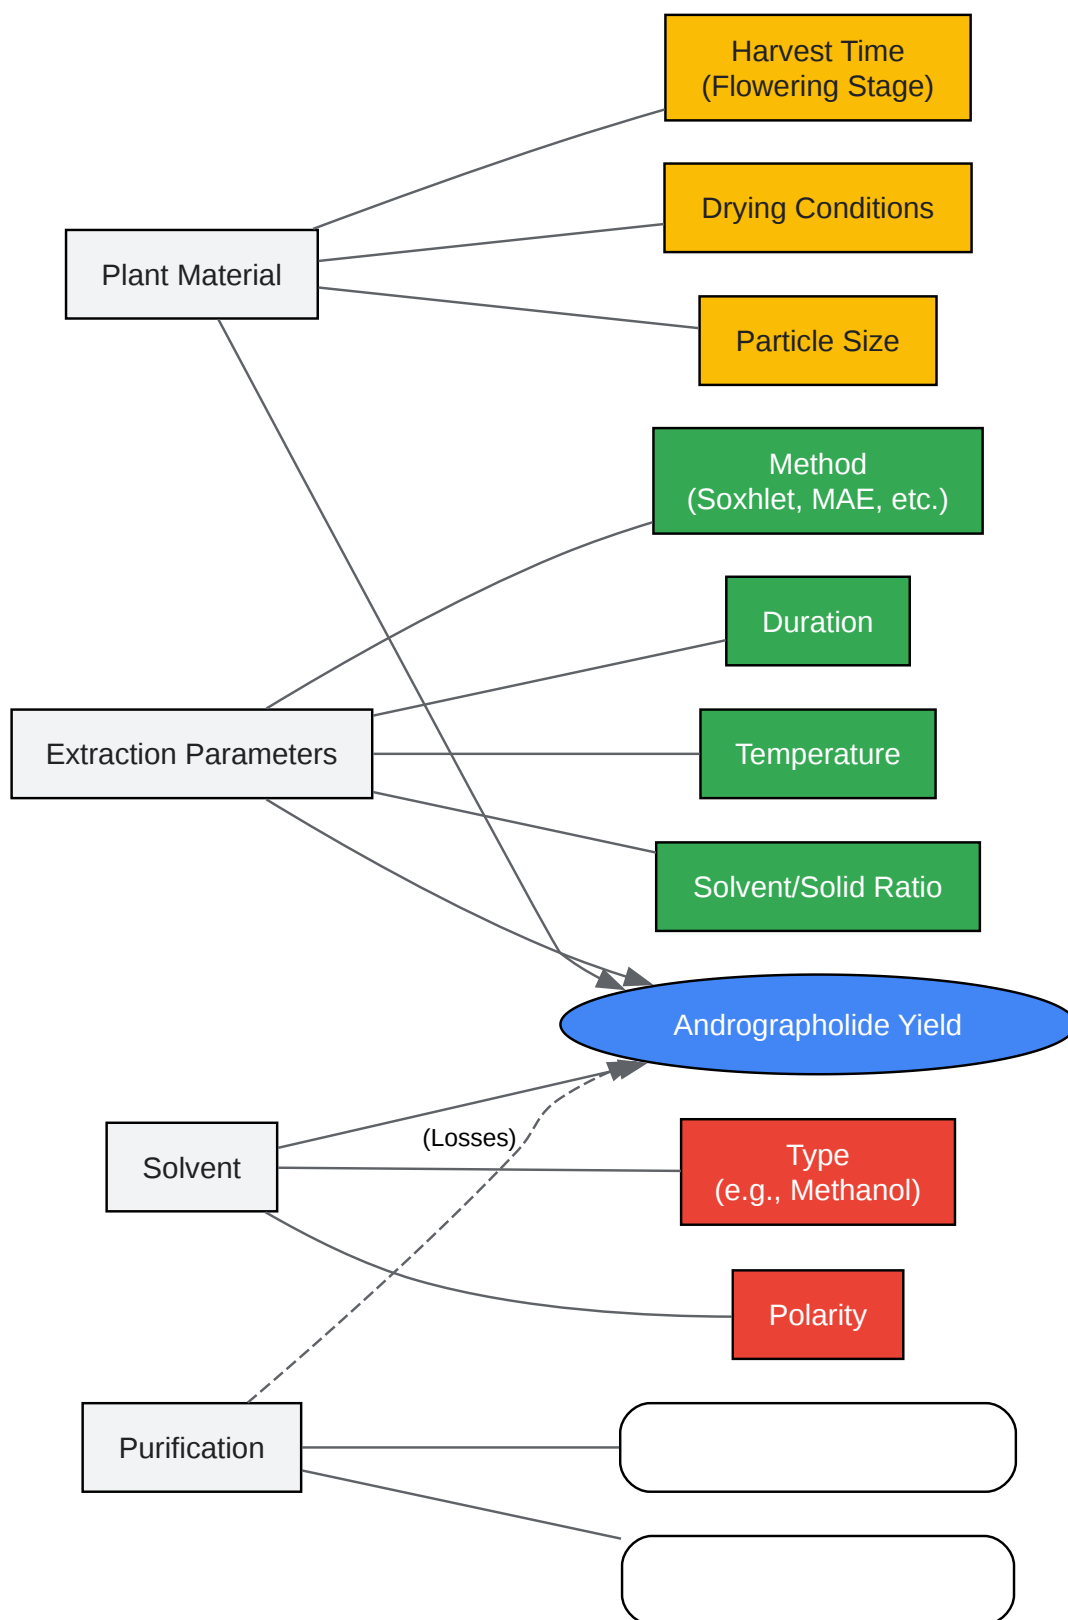 Harvest Time
(Flowering Stage)
Drying Conditions
Plant Material
Particle Size
Method
(Soxhlet, MAE, etc.)
Duration
Extraction Parameters
Temperature
Solvent/Solid Ratio
Andrographolide Yield
(Losses)
Solvent
Type
(e.g., Methanol)
Polarity
Purification